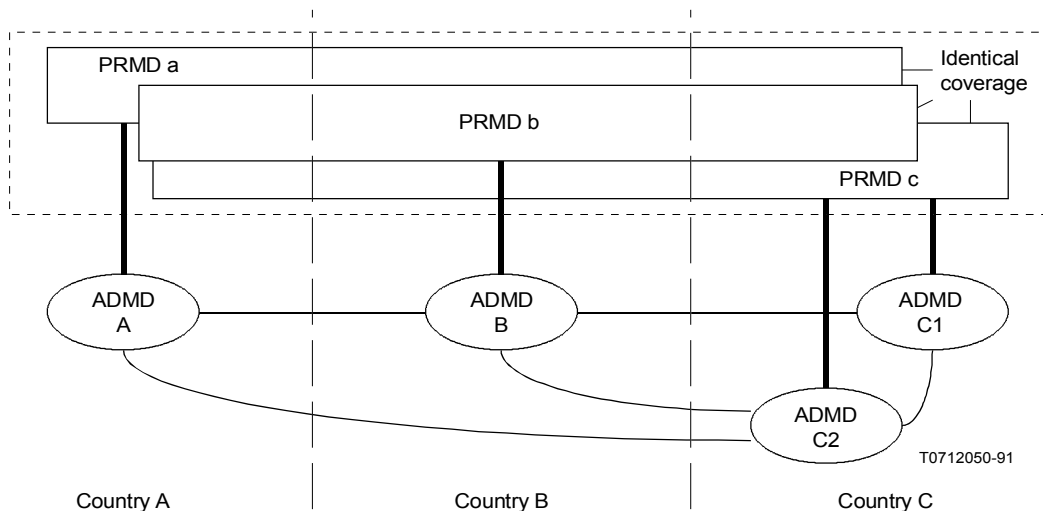 PRMD a
Identical
coverage
PRMD b
PRMD c
ADMD
A
ADMD
B
ADMD
C1
ADMD
C2
T0712050-91
Country A
Country B
Country C